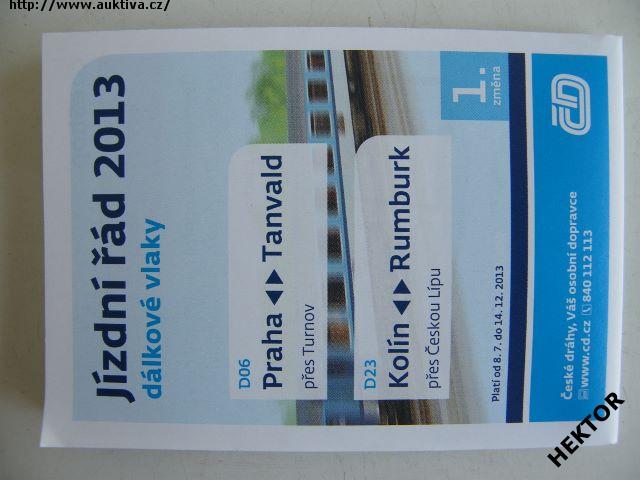 http://www.auktiva.cz/
Jízdní řád 2013
dálkové vlaky
1.
změna
D06
Praha ◄► Tanvald
přes Turnov
D23
Kolín ◄► Rumburk
přes Českou Lípu
Platí od 8. 7. do 14. 12. 2013
ČD
České dráhy, Váš osobní dopravce
www.cd.cz 840 112 113
HEKTOR